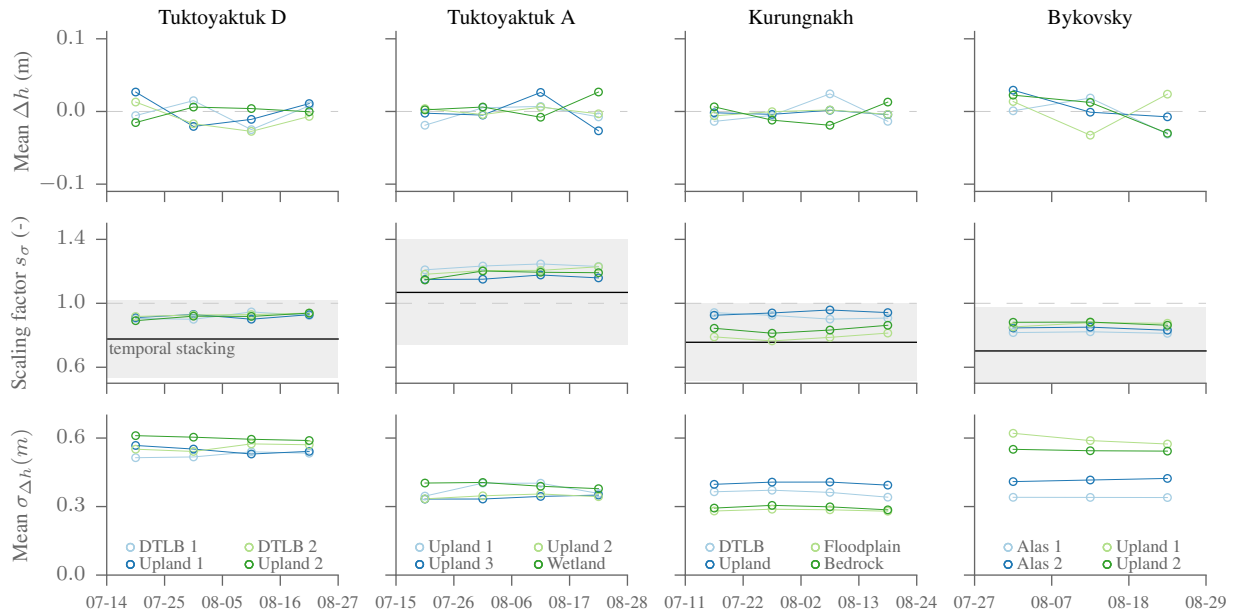 Tuktoyaktuk D
Tuktoyaktuk A
Kurungnakh
Bykovsky
Mean Δh (m)
0.1
0.0
−0.1
Scaling factor sσ (-)
1.4
1.0
0.6
temporal stacking
Mean σΔh (m)
0.6
0.3
0.0
DTLB 1 DTLB 2
Upland 1 Upland 2
Upland 1 Upland 2
Upland 3 Wetland
DTLB Floodplain
Upland Bedrock
Alas 1 Upland 1
Alas 2 Upland 2
07-14 07-25 08-05 08-16 08-27
07-15 07-26 08-06 08-17 08-28
07-11 07-22 08-02 08-13 08-24
07-27 08-07 08-18 08-29